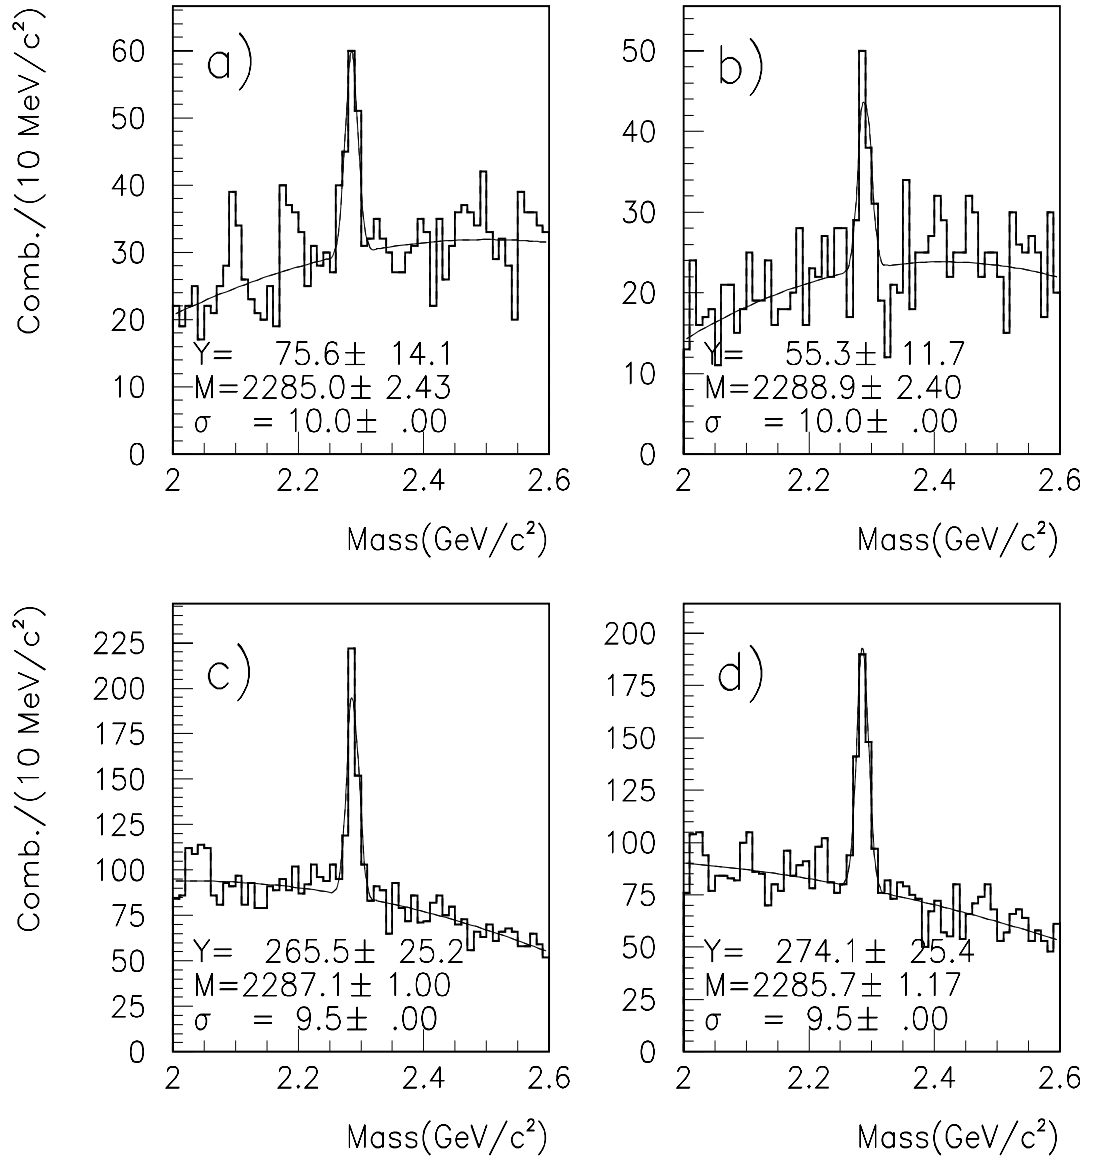 Comb./(10 MeV/c²)
60
50
40
30
20
10
0
a)
Y= 75.6± 14.1
M=2285.0± 2.43
σ = 10.0± .00
2 2.2 2.4 2.6
Mass(GeV/c²)
50
40
30
20
10
0
b)
Y= 55.3± 11.7
M=2288.9± 2.40
σ = 10.0± .00
2 2.2 2.4 2.6
Mass(GeV/c²)
Comb./(10 MeV/c²)
225
200
175
150
125
100
75
50
25
0
c)
Y= 265.5± 25.2
M=2287.1± 1.00
σ = 9.5± .00
2 2.2 2.4 2.6
Mass(GeV/c²)
200
175
150
125
100
75
50
25
0
d)
Y= 274.1± 25.4
M=2285.7± 1.17
σ = 9.5± .00
2 2.2 2.4 2.6
Mass(GeV/c²)